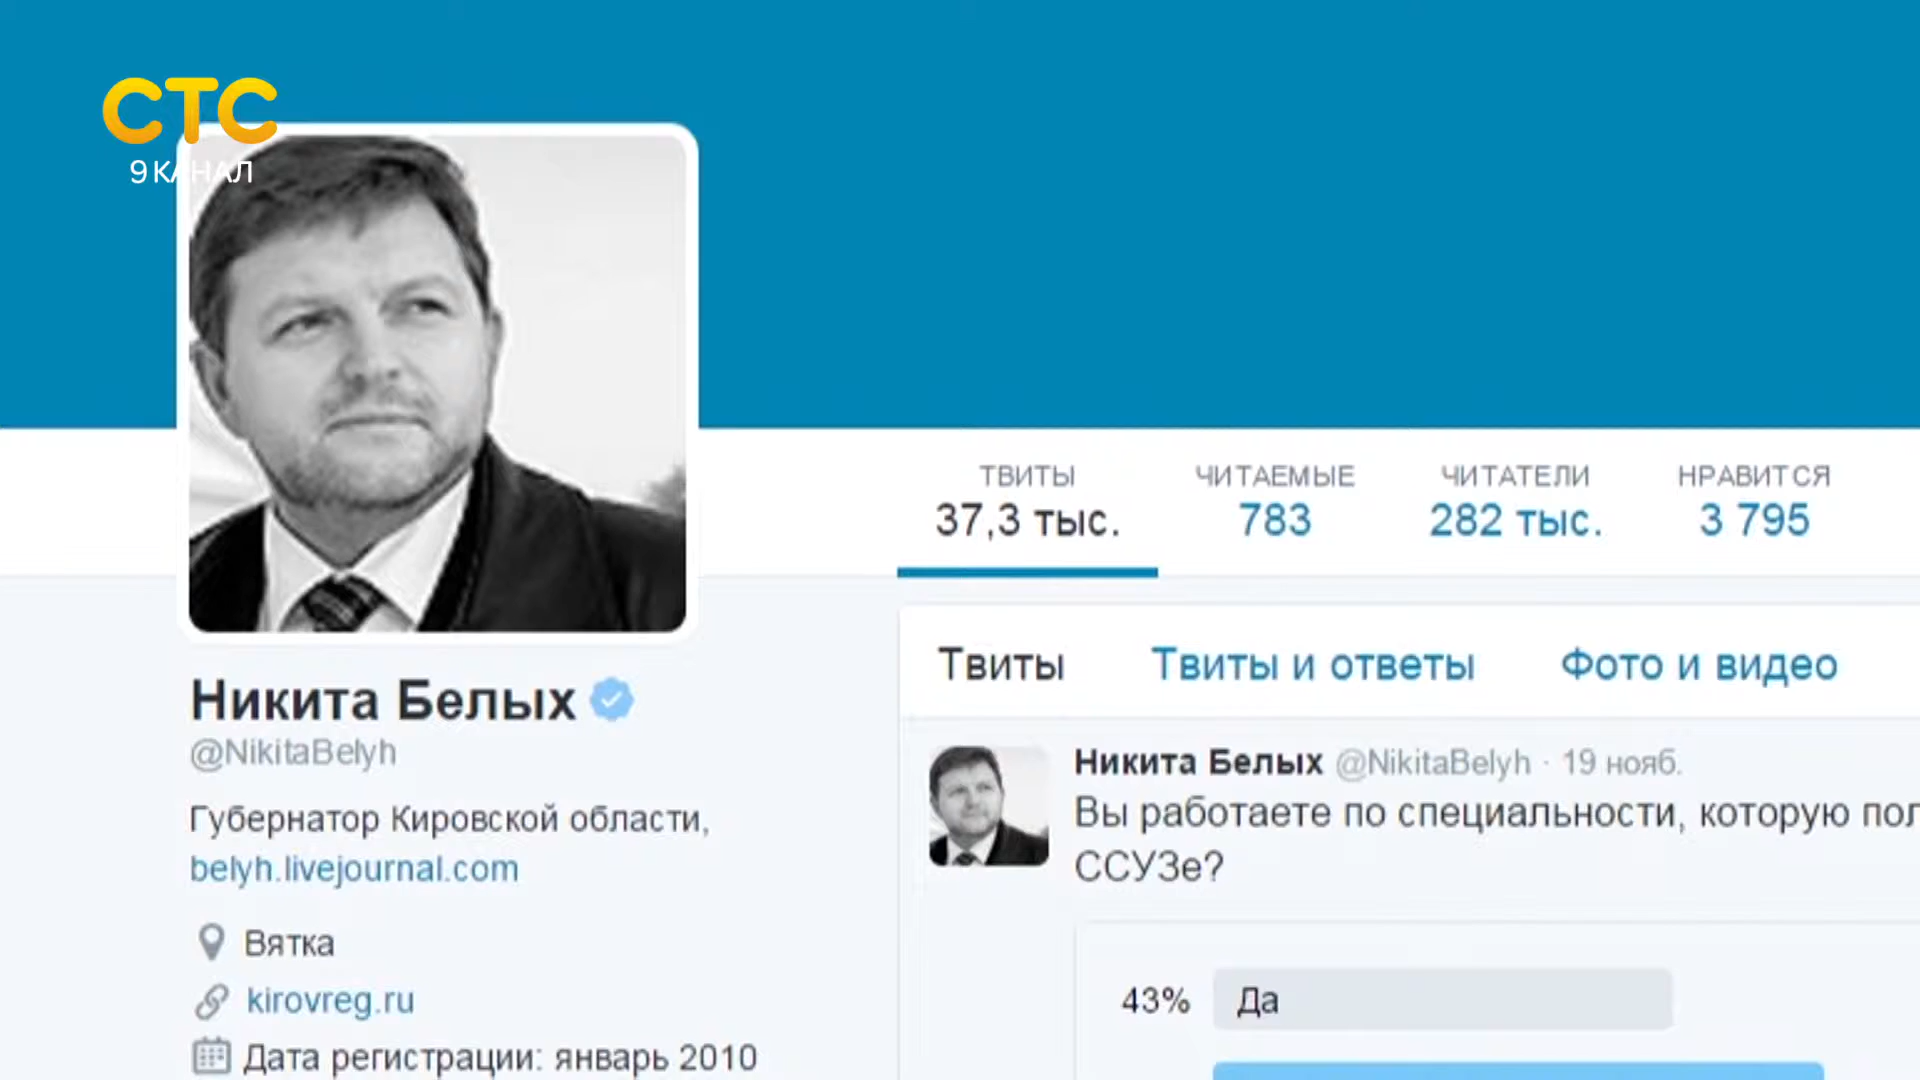 СТС
9 КАНАЛ
ТВИТЫ
37,3 тыс.
ЧИТАЕМЫЕ
783
ЧИТАТЕЛИ
282 тыс.
НРАВИТСЯ
3 795
Никита Белых
@NikitaBelyh
Губернатор Кировской области,
belyh.livejournal.com
Вятка
kirovreg.ru
Дата регистрации: январь 2010
Твиты
Твиты и ответы
Фото и видео
Никита Белых @NikitaBelyh · 19 нояб.
Вы работаете по специальности, которую
ССУЗе?
43% Да